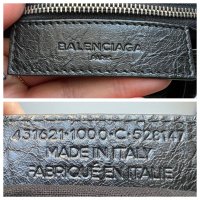 BALENCIAGA
PARIS
431621·1000·C·528147
MADE IN ITALY
FABRIQUÉ EN ITALIE